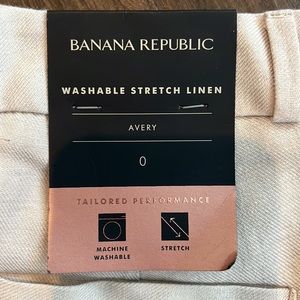 BANANA REPUBLIC
WASHABLE STRETCH LINEN
AVERY
0
TAILORED PERFORMANCE
MACHINE
WASHABLE
STRETCH